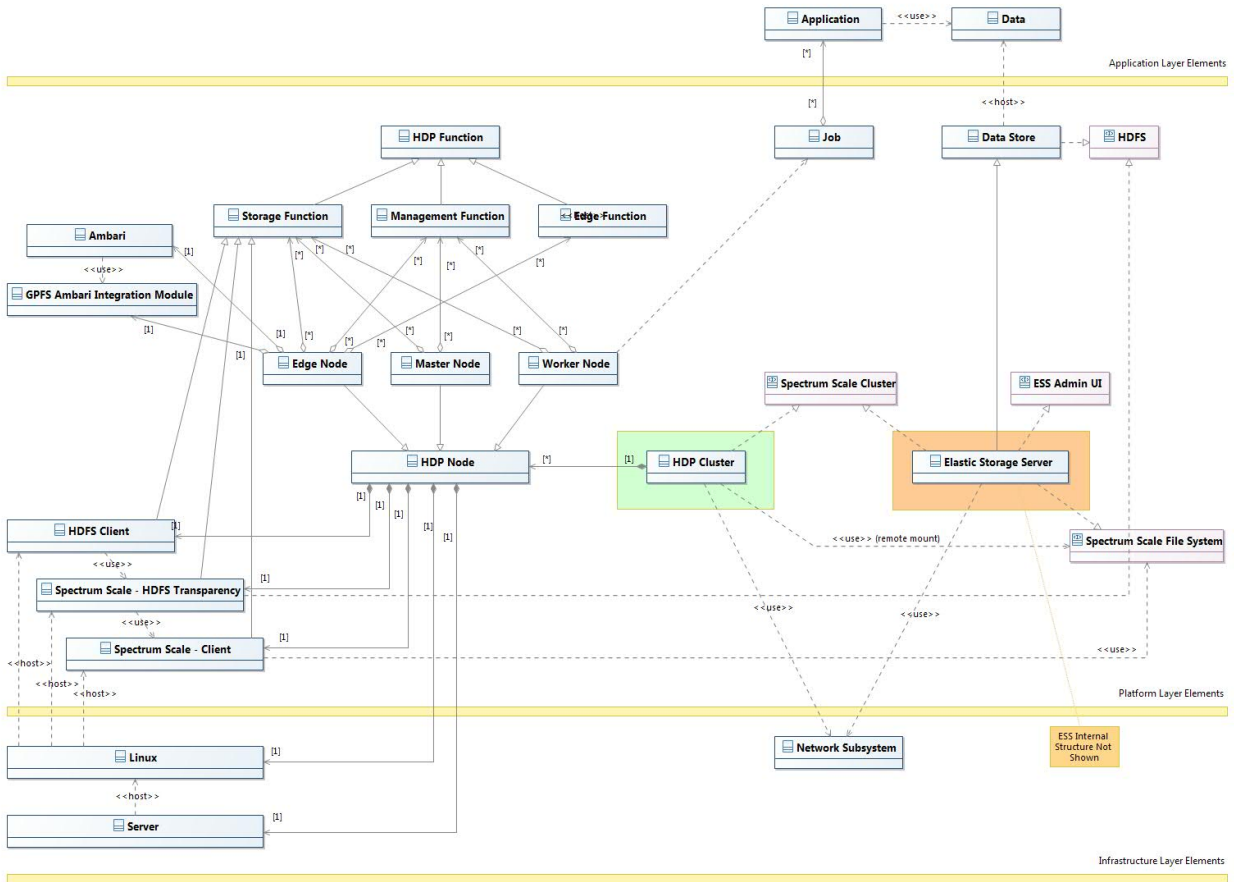 Application
<<use>>
Data
[*]
Application Layer Elements
[*]
<<host>>
HDP Function
Job
Data Store
HDFS
Storage Function
Management Function
Edge Function
Ambari
[1]
[*]
[*]
[*]
[*]
[*]
[*]
[*]
<<use>>
GPFS Ambari Integration Module
[1]
[1]
[*]
[*]
[*]
[*]
[*]
[*]
[*]
[1]
Edge Node
Master Node
Worker Node
Spectrum Scale Cluster
ESS Admin UI
HDP Node
[*]
[1]
HDP Cluster
Elastic Storage Server
[1]
[1]
[1]
[1]
[1]
HDFS Client
[1]
<<use>> (remote mount)
Spectrum Scale File System
<<use>>
[1]
Spectrum Scale - HDFS Transparency
<<use>>
<<use>>
<<use>>
[1]
Spectrum Scale - Client
<<use>>
<<host>>
<<host>>
<<host>>
Platform Layer Elements
Linux
[1]
Network Subsystem
ESS Internal
Structure Not
Shown
<<host>>
Server
[1]
Infrastructure Layer Elements